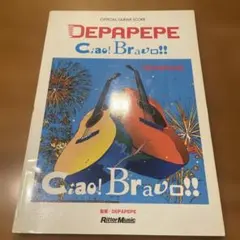 OFFICIAL GUITAR SCORE
DEPAPEPE
Ciao! Bravo!!
Ciao! Bravo!!
監修:DEPAPEPE
Rittor Music